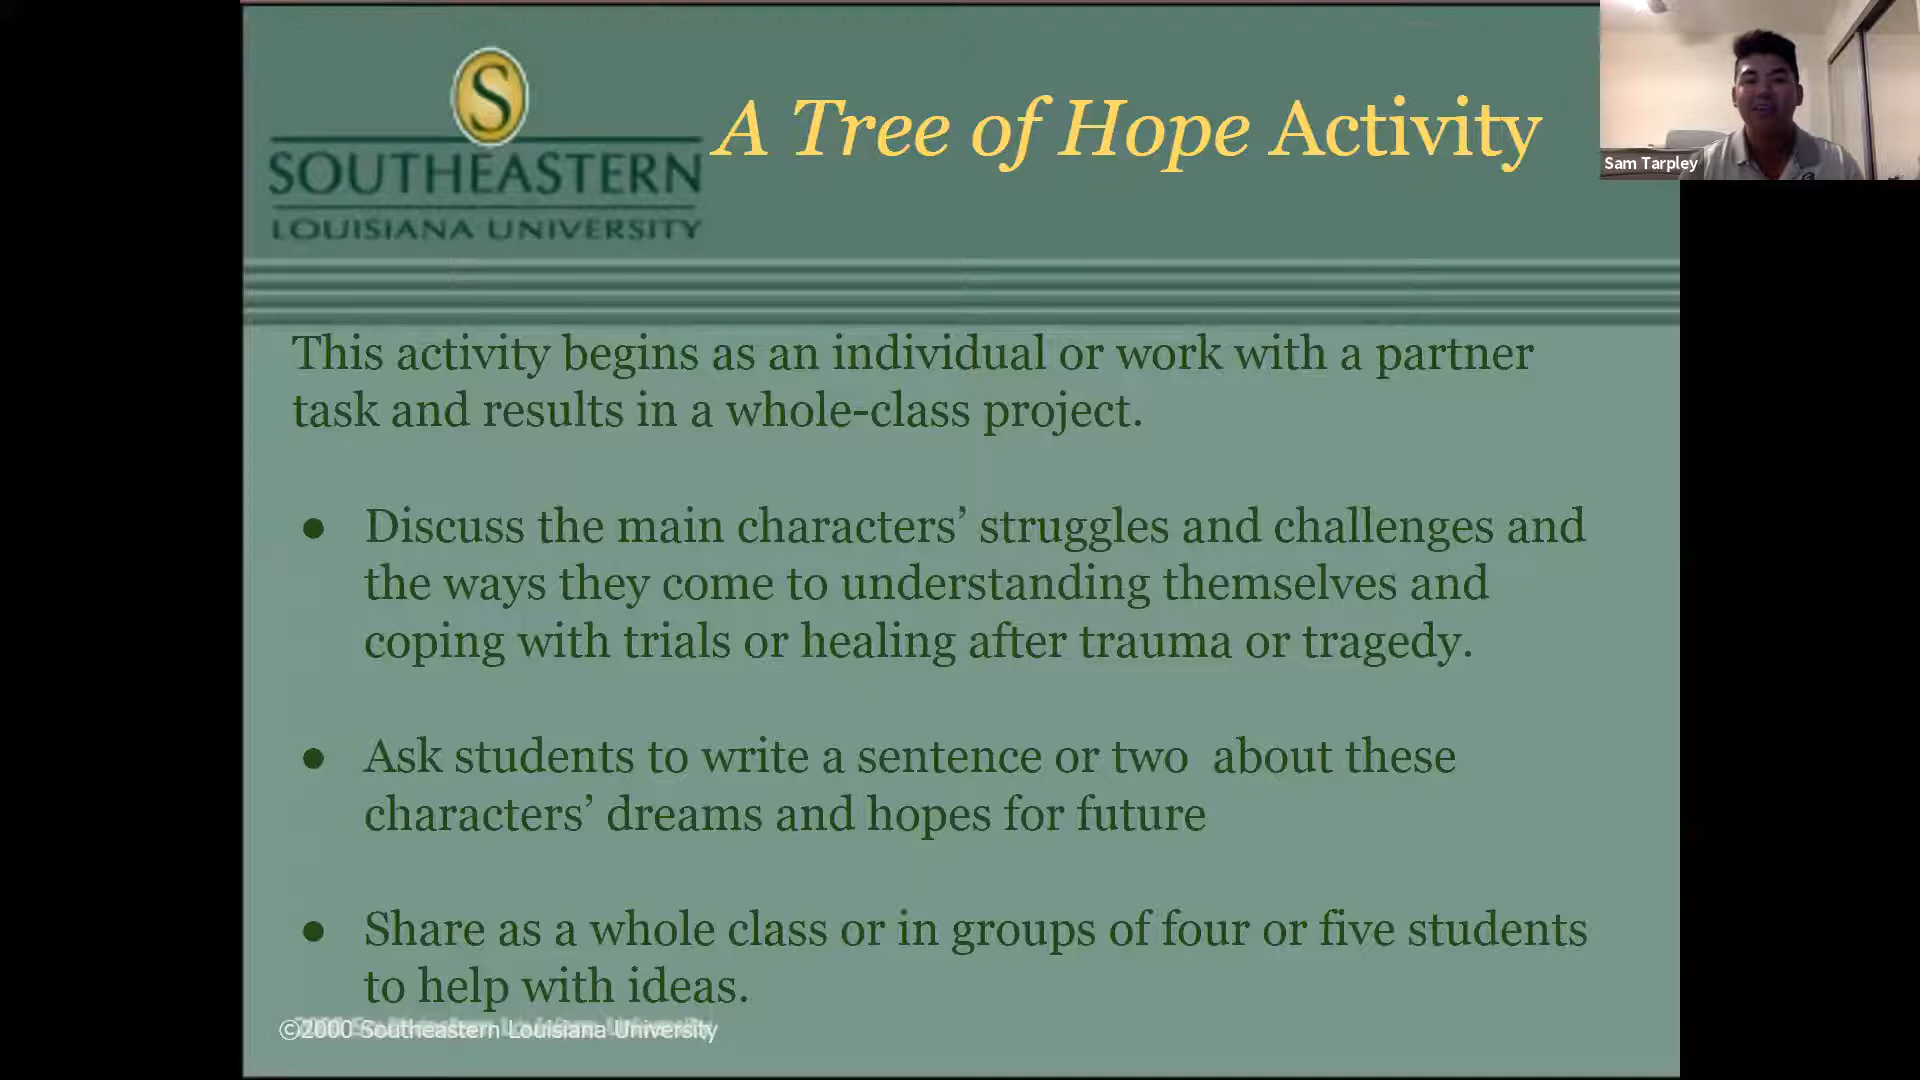 S
SOUTHEASTERN
LOUISIANA UNIVERSITY
A Tree of Hope Activity
Sam Tarpley
This activity begins as an individual or work with a partner
task and results in a whole-class project.
● Discuss the main characters’ struggles and challenges and
the ways they come to understanding themselves and
coping with trials or healing after trauma or tragedy.
● Ask students to write a sentence or two  about these
characters’ dreams and hopes for future
● Share as a whole class or in groups of four or five students
to help with ideas.
©2000 Southeastern Louisiana University